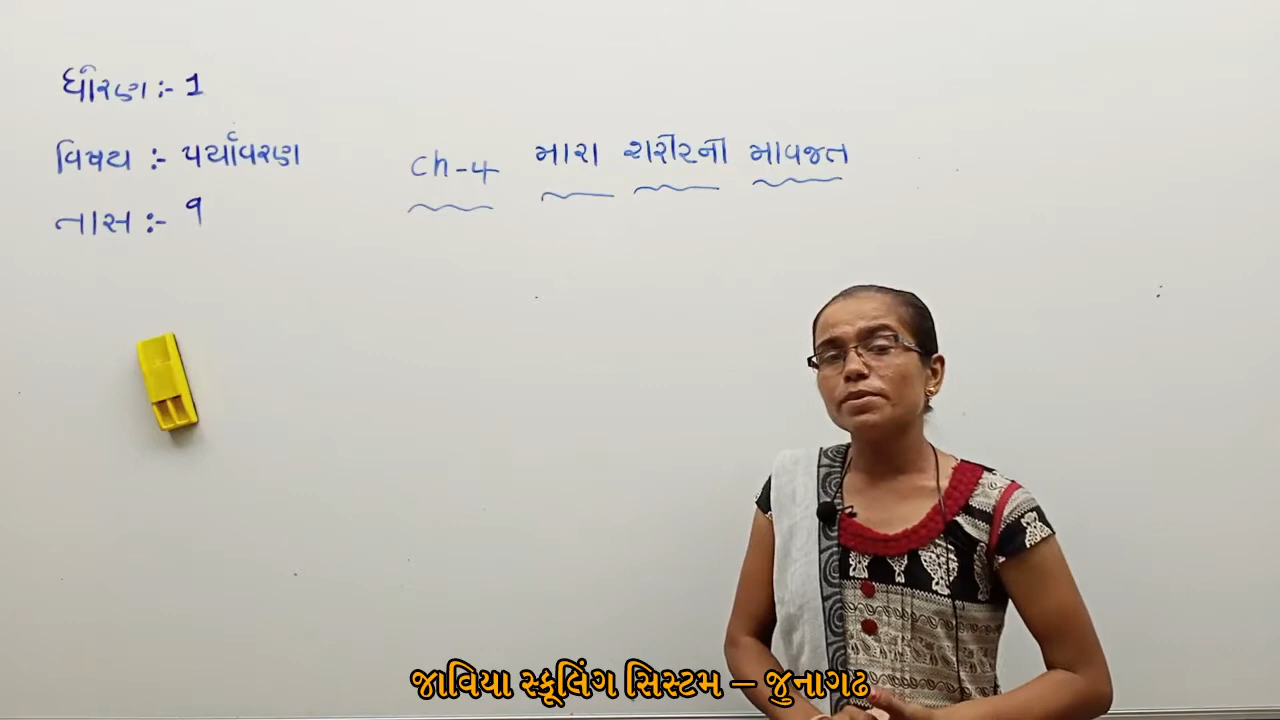 ધોરણ :- 1
વિષય :- પર્યાવરણ
તાસ :- ૧
Ch-4 મારા શરીરની માવજત
જાવિયા સ્કૂલિંગ સિસ્ટમ – જુનાગઢ